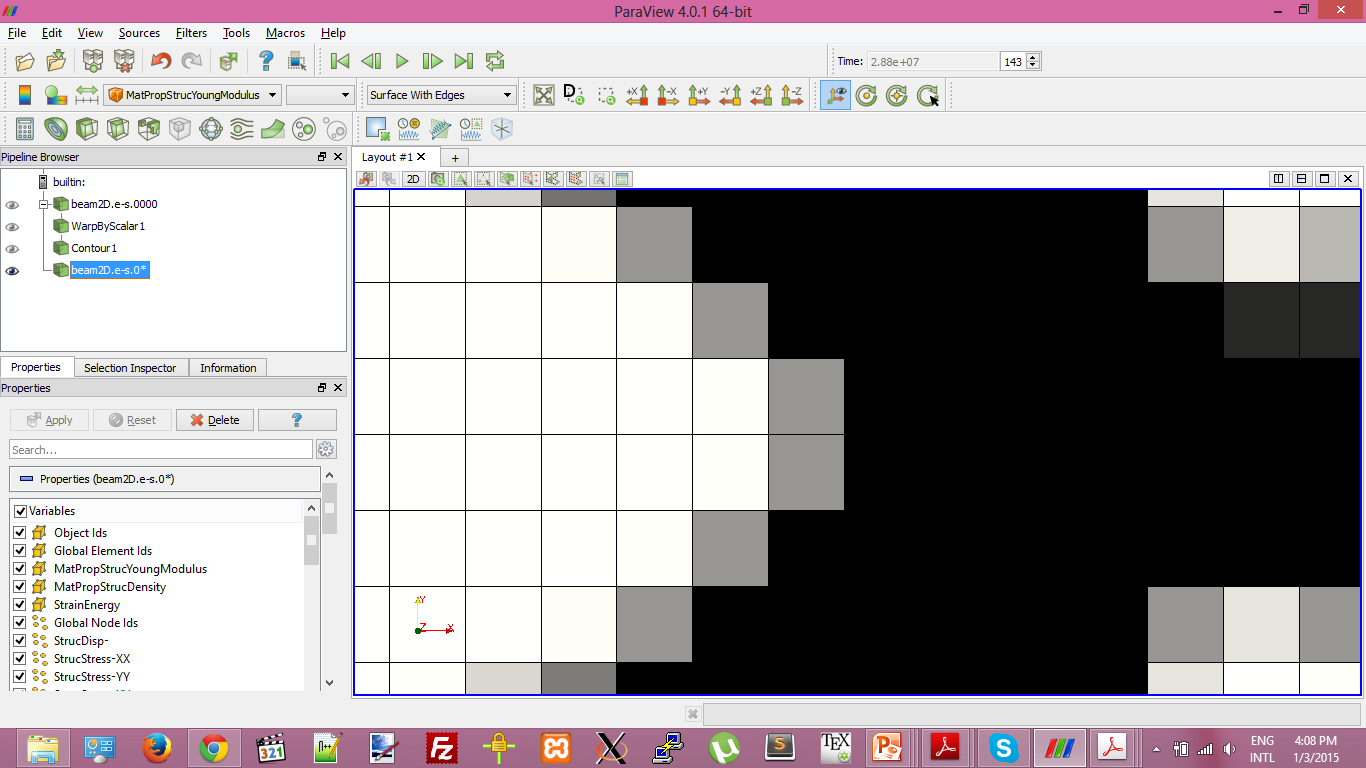 ParaView 4.0.1 64-bit
File Edit View Sources Filters Tools Macros Help
Time: 2.88e+07 143
MatPropStrucYoungModulus Surface With Edges +X -X +Y -Y +Z -Z
Pipeline Browser
Layout #1
2D
builtin:
beam2D.e-s.0000
WarpByScalar1
Contour1
beam2D.e-s.0*
Properties Selection Inspector Information
Properties
Apply Reset Delete ?
Search...
Properties (beam2D.e-s.0*)
Variables
Object Ids
Global Element Ids
MatPropStrucYoungModulus
MatPropStrucDensity
StrainEnergy
Global Node Ids
StrucDisp-
StrucStress-XX
StrucStress-YY
Y
Z X
321 N++ FZ X S TEX P S
ENG 4:08 PM
INTL 1/3/2015